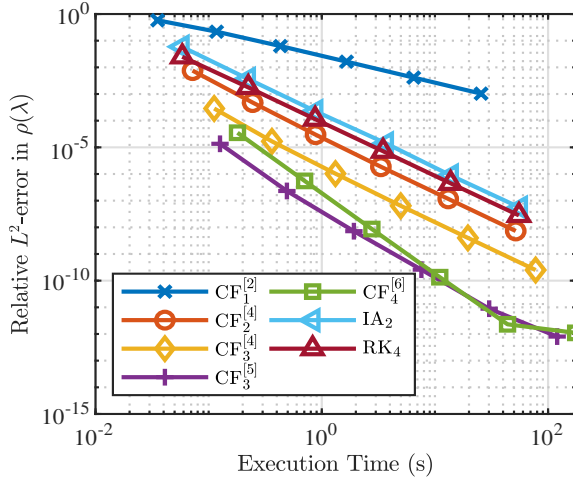 10^0
10^-5
10^-10
10^-15
Relative L^2-error in ρ(λ)
CF_1^[2]
CF_2^[4]
CF_3^[4]
CF_3^[5]
CF_4^[6]
IA_2
RK_4
10^-2
10^0
10^2
Execution Time (s)